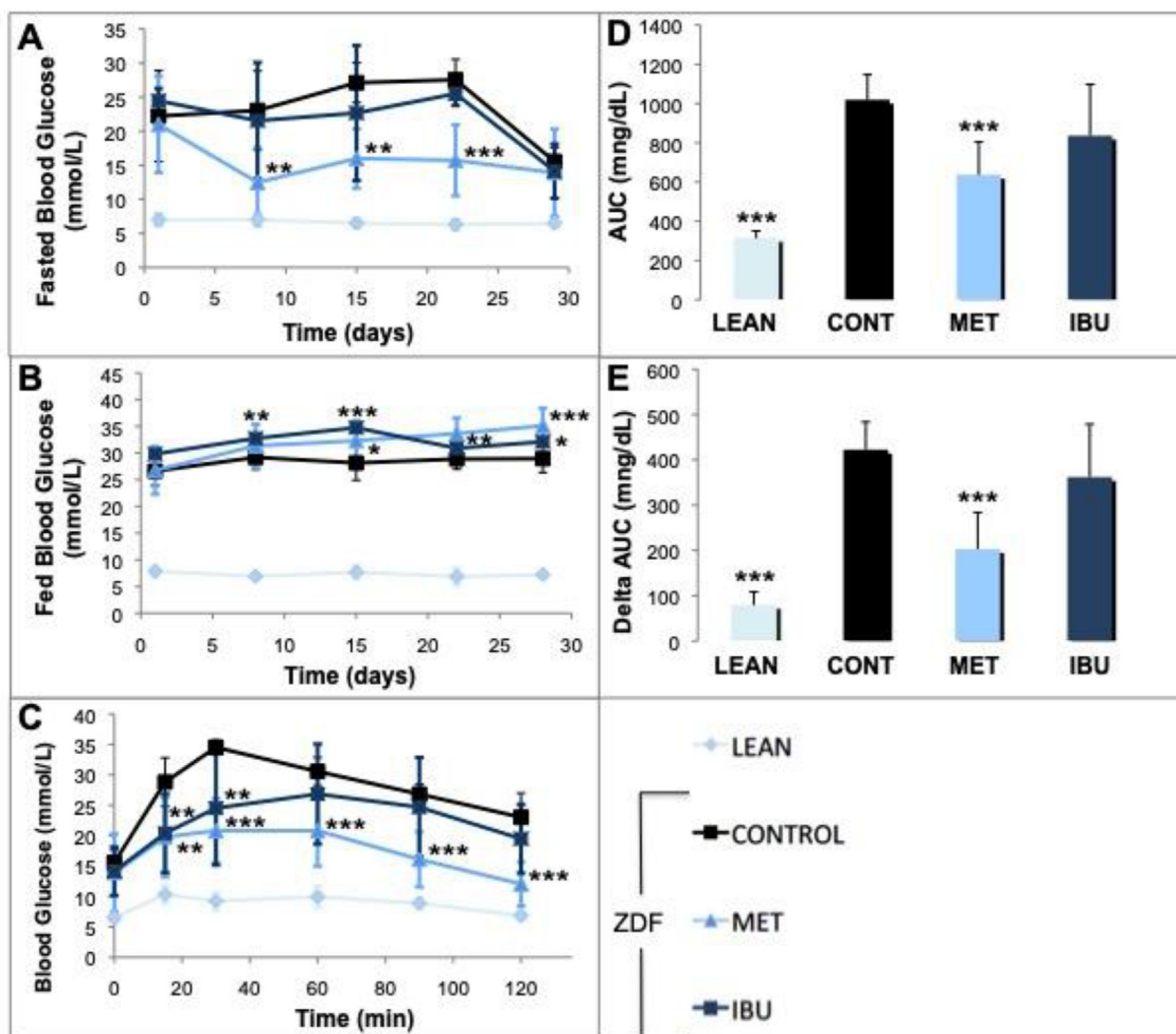 A
Fasted Blood Glucose
(mmol/L)
35
30
25
20
15
10
5
0
**
**
***
0 5 10 15 20 25 30
Time (days)
B
Fed Blood Glucose
(mmol/L)
45
40
35
30
25
20
15
10
5
0
**
***
*
**
***
*
0 5 10 15 20 25 30
Time (days)
C
Blood Glucose (mmol/L)
40
35
30
25
20
15
10
5
0
**
**
**
***
***
***
***
0 20 40 60 80 100 120
Time (min)
D
AUC (mng/dL)
1400
1200
1000
800
600
400
200
0
***
***
LEAN CONT MET IBU
E
Delta AUC (mng/dL)
600
500
400
300
200
100
0
***
***
LEAN CONT MET IBU
LEAN
CONTROL
ZDF
MET
IBU